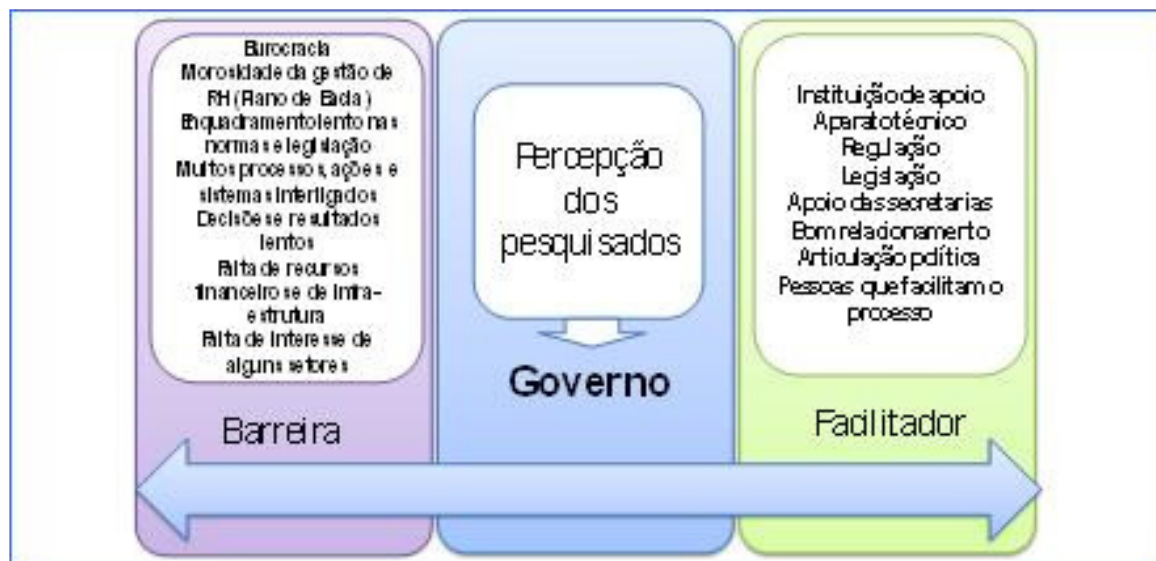 Burocracia
Morosidade da gestão de
RH (Plano de Bacia)
Enquadramento lento nas
normas e legislação
Muitos processos, ações e
sistemas interligados
Decisões e resultados
lentos
Falta de recursos
financeiros e de infra-
estrutura
Falta de interesse de
alguns setores
Barreira
Percepção
dos
pesquisados
Governo
Instituição de apoio
Aparato técnico
Regulação
Legislação
Apoio das secretarias
Bom relacionamento
Articulação política
Pessoas que facilitam o
processo
Facilitador